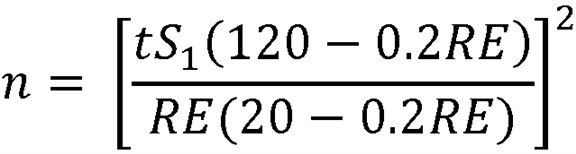 n = [tS₁(120 − 0.2RE) / RE(20 − 0.2RE)]²